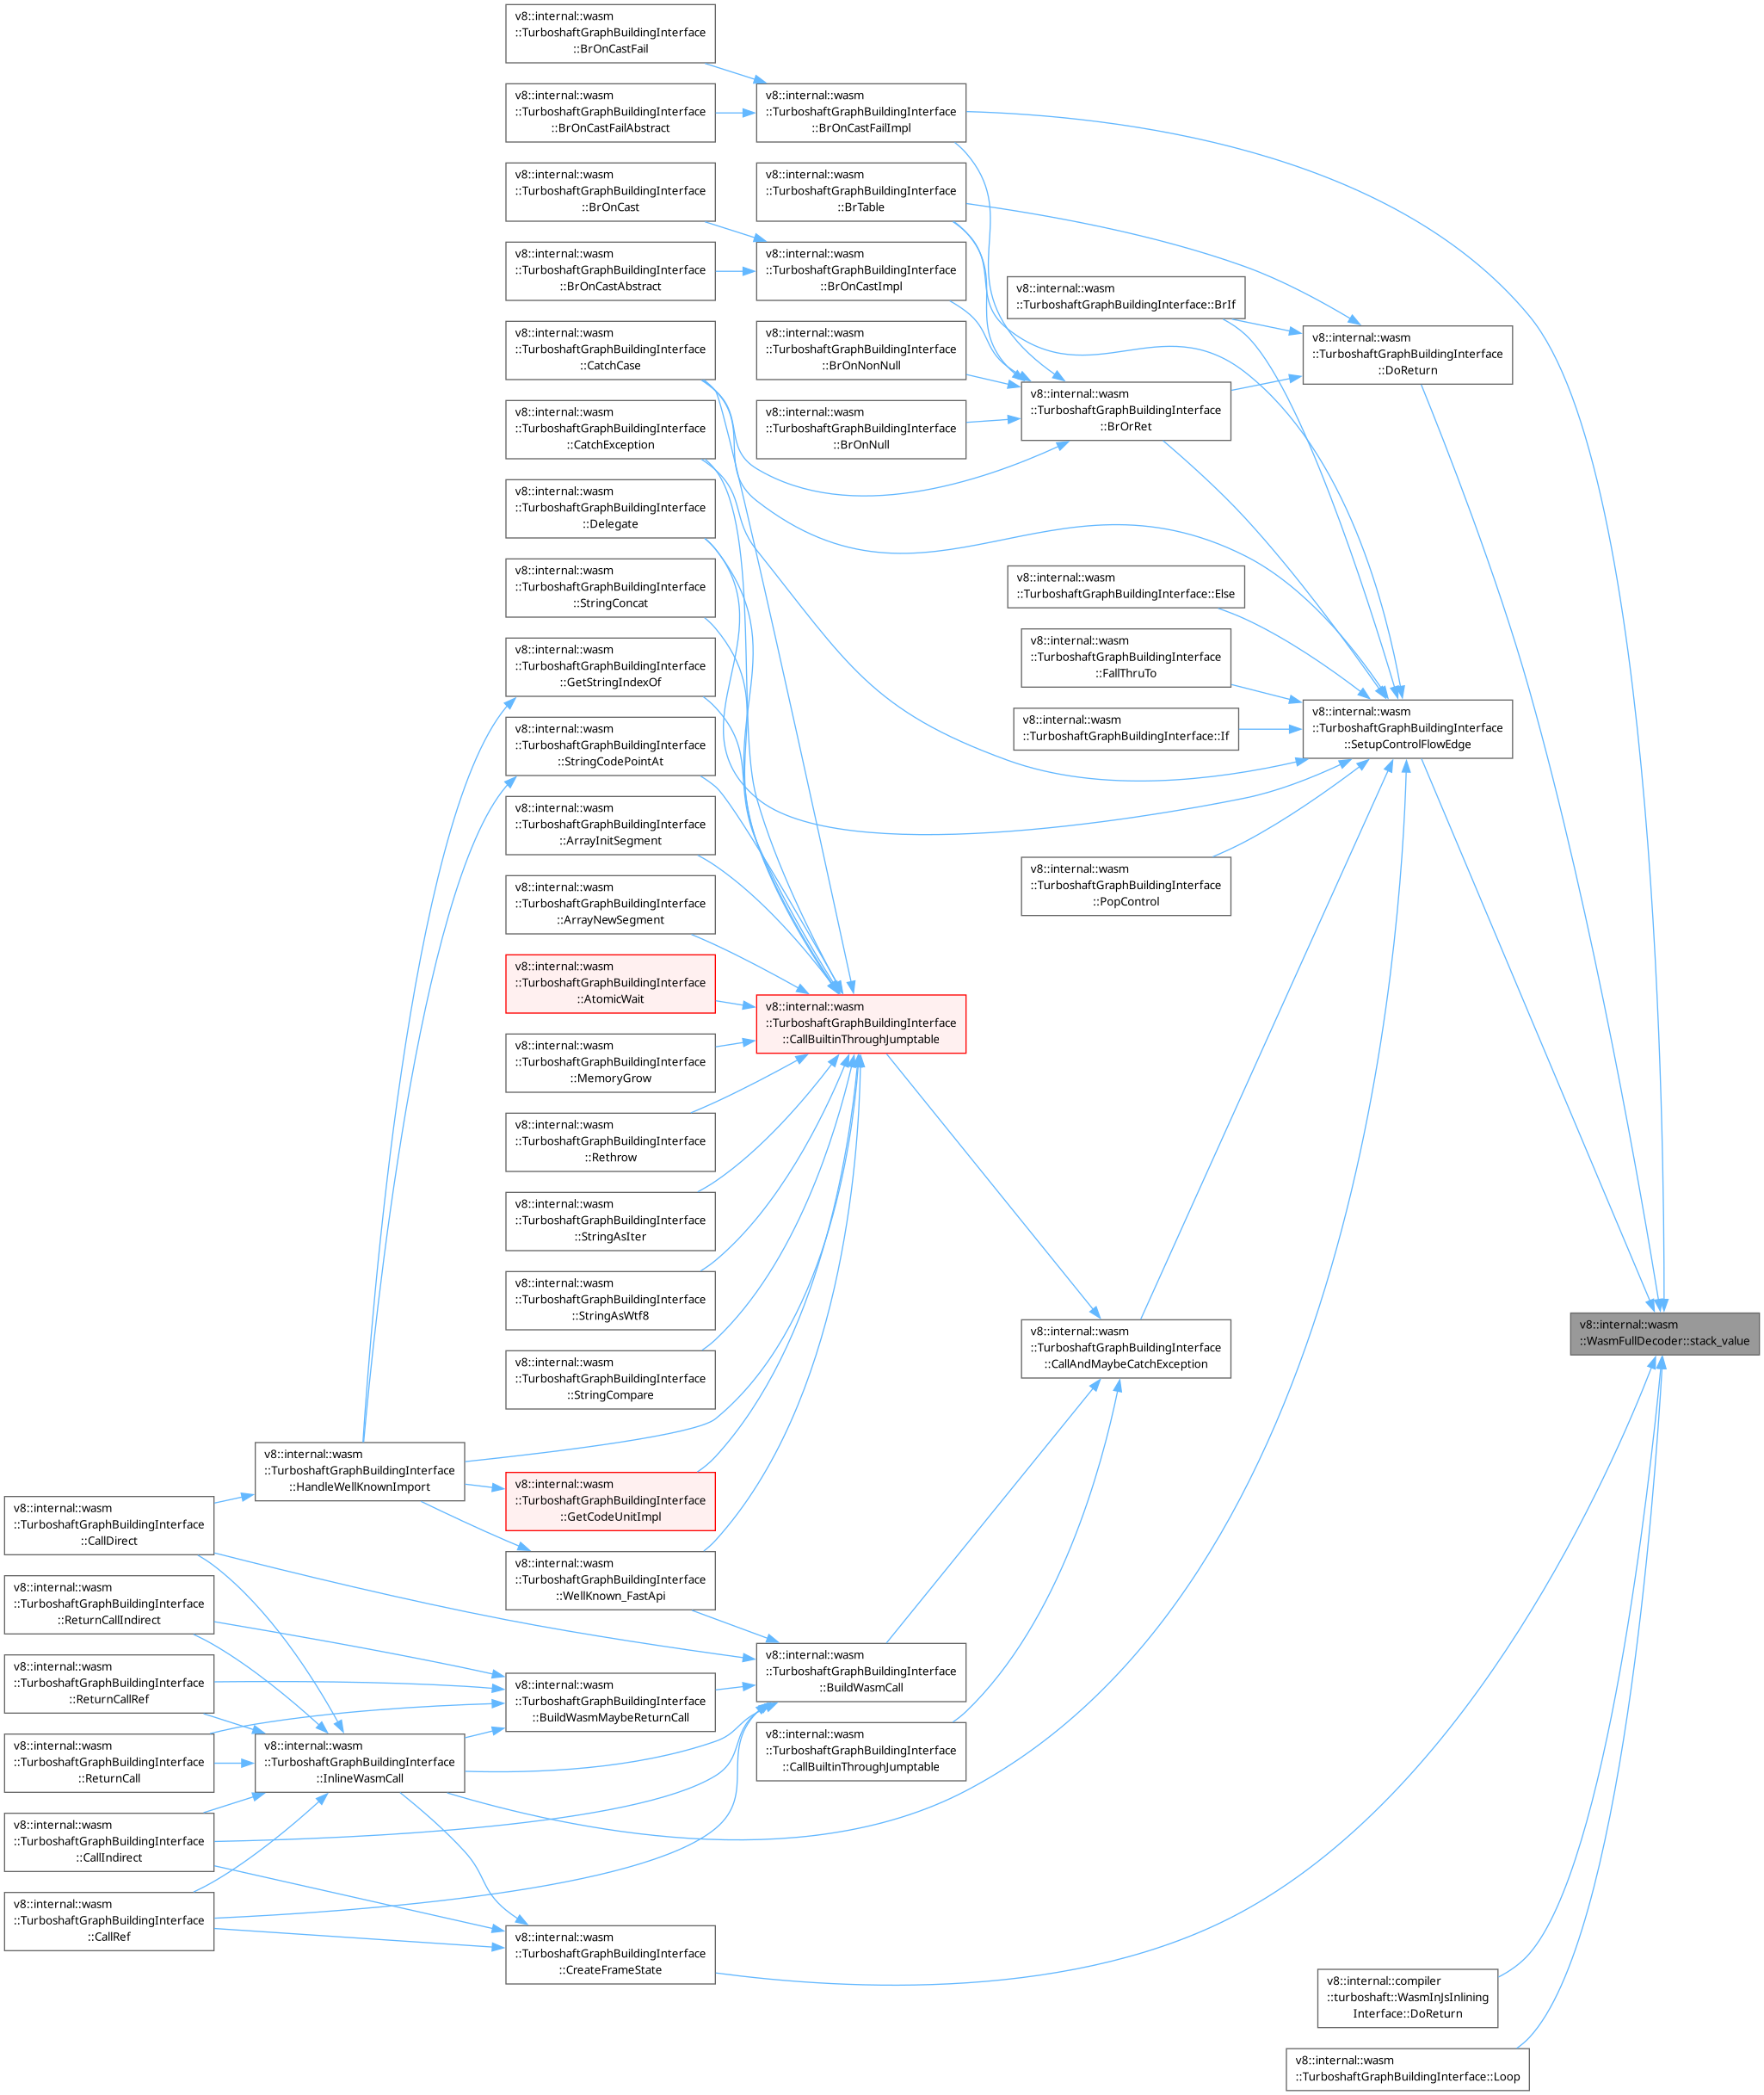 v8::internal::wasm
::TurboshaftGraphBuildingInterface
::BrOnCastFail
v8::internal::wasm
::TurboshaftGraphBuildingInterface
::BrOnCastFailAbstract
v8::internal::wasm
::TurboshaftGraphBuildingInterface
::BrOnCastFailImpl
v8::internal::wasm
::TurboshaftGraphBuildingInterface
::BrOnCast
v8::internal::wasm
::TurboshaftGraphBuildingInterface
::BrTable
v8::internal::wasm
::TurboshaftGraphBuildingInterface
::BrOnCastAbstract
v8::internal::wasm
::TurboshaftGraphBuildingInterface
::BrOnCastImpl
v8::internal::wasm
::TurboshaftGraphBuildingInterface::BrIf
v8::internal::wasm
::TurboshaftGraphBuildingInterface
::DoReturn
v8::internal::wasm
::TurboshaftGraphBuildingInterface
::CatchCase
v8::internal::wasm
::TurboshaftGraphBuildingInterface
::BrOnNonNull
v8::internal::wasm
::TurboshaftGraphBuildingInterface
::BrOrRet
v8::internal::wasm
::TurboshaftGraphBuildingInterface
::CatchException
v8::internal::wasm
::TurboshaftGraphBuildingInterface
::BrOnNull
v8::internal::wasm
::TurboshaftGraphBuildingInterface
::Delegate
v8::internal::wasm
::TurboshaftGraphBuildingInterface
::StringConcat
v8::internal::wasm
::TurboshaftGraphBuildingInterface::Else
v8::internal::wasm
::TurboshaftGraphBuildingInterface
::GetStringIndexOf
v8::internal::wasm
::TurboshaftGraphBuildingInterface
::FallThruTo
v8::internal::wasm
::TurboshaftGraphBuildingInterface
::SetupControlFlowEdge
v8::internal::wasm
::TurboshaftGraphBuildingInterface::If
v8::internal::wasm
::TurboshaftGraphBuildingInterface
::StringCodePointAt
v8::internal::wasm
::TurboshaftGraphBuildingInterface
::ArrayInitSegment
v8::internal::wasm
::TurboshaftGraphBuildingInterface
::PopControl
v8::internal::wasm
::TurboshaftGraphBuildingInterface
::ArrayNewSegment
v8::internal::wasm
::TurboshaftGraphBuildingInterface
::AtomicWait
v8::internal::wasm
::TurboshaftGraphBuildingInterface
::CallBuiltinThroughJumptable
v8::internal::wasm
::TurboshaftGraphBuildingInterface
::MemoryGrow
v8::internal::wasm
::TurboshaftGraphBuildingInterface
::Rethrow
v8::internal::wasm
::TurboshaftGraphBuildingInterface
::StringAsIter
v8::internal::wasm
::TurboshaftGraphBuildingInterface
::StringAsWtf8
v8::internal::wasm
::TurboshaftGraphBuildingInterface
::CallAndMaybeCatchException
v8::internal::wasm
::WasmFullDecoder::stack_value
v8::internal::wasm
::TurboshaftGraphBuildingInterface
::StringCompare
v8::internal::wasm
::TurboshaftGraphBuildingInterface
::HandleWellKnownImport
v8::internal::wasm
::TurboshaftGraphBuildingInterface
::GetCodeUnitImpl
v8::internal::wasm
::TurboshaftGraphBuildingInterface
::CallDirect
v8::internal::wasm
::TurboshaftGraphBuildingInterface
::WellKnown_FastApi
v8::internal::wasm
::TurboshaftGraphBuildingInterface
::ReturnCallIndirect
v8::internal::wasm
::TurboshaftGraphBuildingInterface
::BuildWasmCall
v8::internal::wasm
::TurboshaftGraphBuildingInterface
::ReturnCallRef
v8::internal::wasm
::TurboshaftGraphBuildingInterface
::BuildWasmMaybeReturnCall
v8::internal::wasm
::TurboshaftGraphBuildingInterface
::CallBuiltinThroughJumptable
v8::internal::wasm
::TurboshaftGraphBuildingInterface
::ReturnCall
v8::internal::wasm
::TurboshaftGraphBuildingInterface
::InlineWasmCall
v8::internal::wasm
::TurboshaftGraphBuildingInterface
::CallIndirect
v8::internal::wasm
::TurboshaftGraphBuildingInterface
::CallRef
v8::internal::wasm
::TurboshaftGraphBuildingInterface
::CreateFrameState
v8::internal::compiler
::turboshaft::WasmInJsInlining
Interface::DoReturn
v8::internal::wasm
::TurboshaftGraphBuildingInterface::Loop